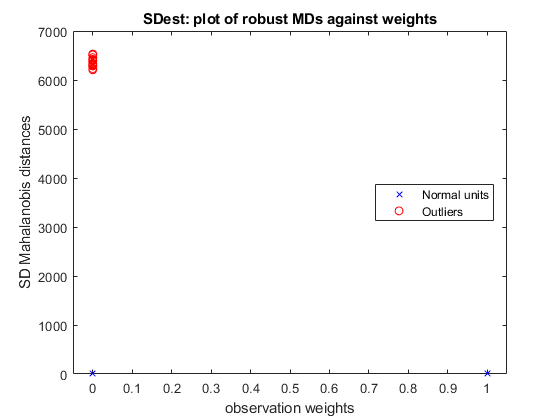 SDest: plot of robust MDs against weights
7000
6000
5000
4000
3000
2000
1000
0
SD Mahalanobis distances
Normal units
Outliers
0 0.1 0.2 0.3 0.4 0.5 0.6 0.7 0.8 0.9 1
observation weights